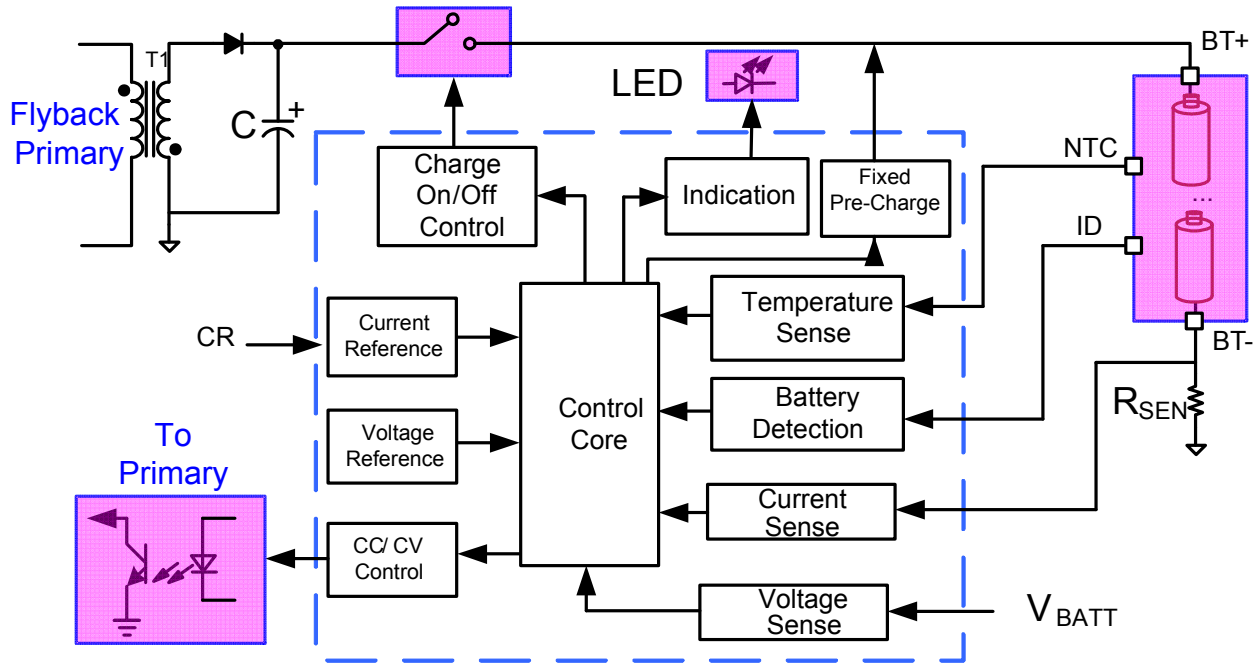 T1
BT+
LED
Flyback
Primary
C
+
NTC
Charge
On/Off
Control
Indication
Fixed
Pre-Charge
...
ID
Temperature
Sense
CR
Current
Reference
BT-
Control
Core
Battery
Detection
RSEN
Voltage
Reference
To
Primary
Current
Sense
CC/ CV
Control
Voltage
Sense
VBATT